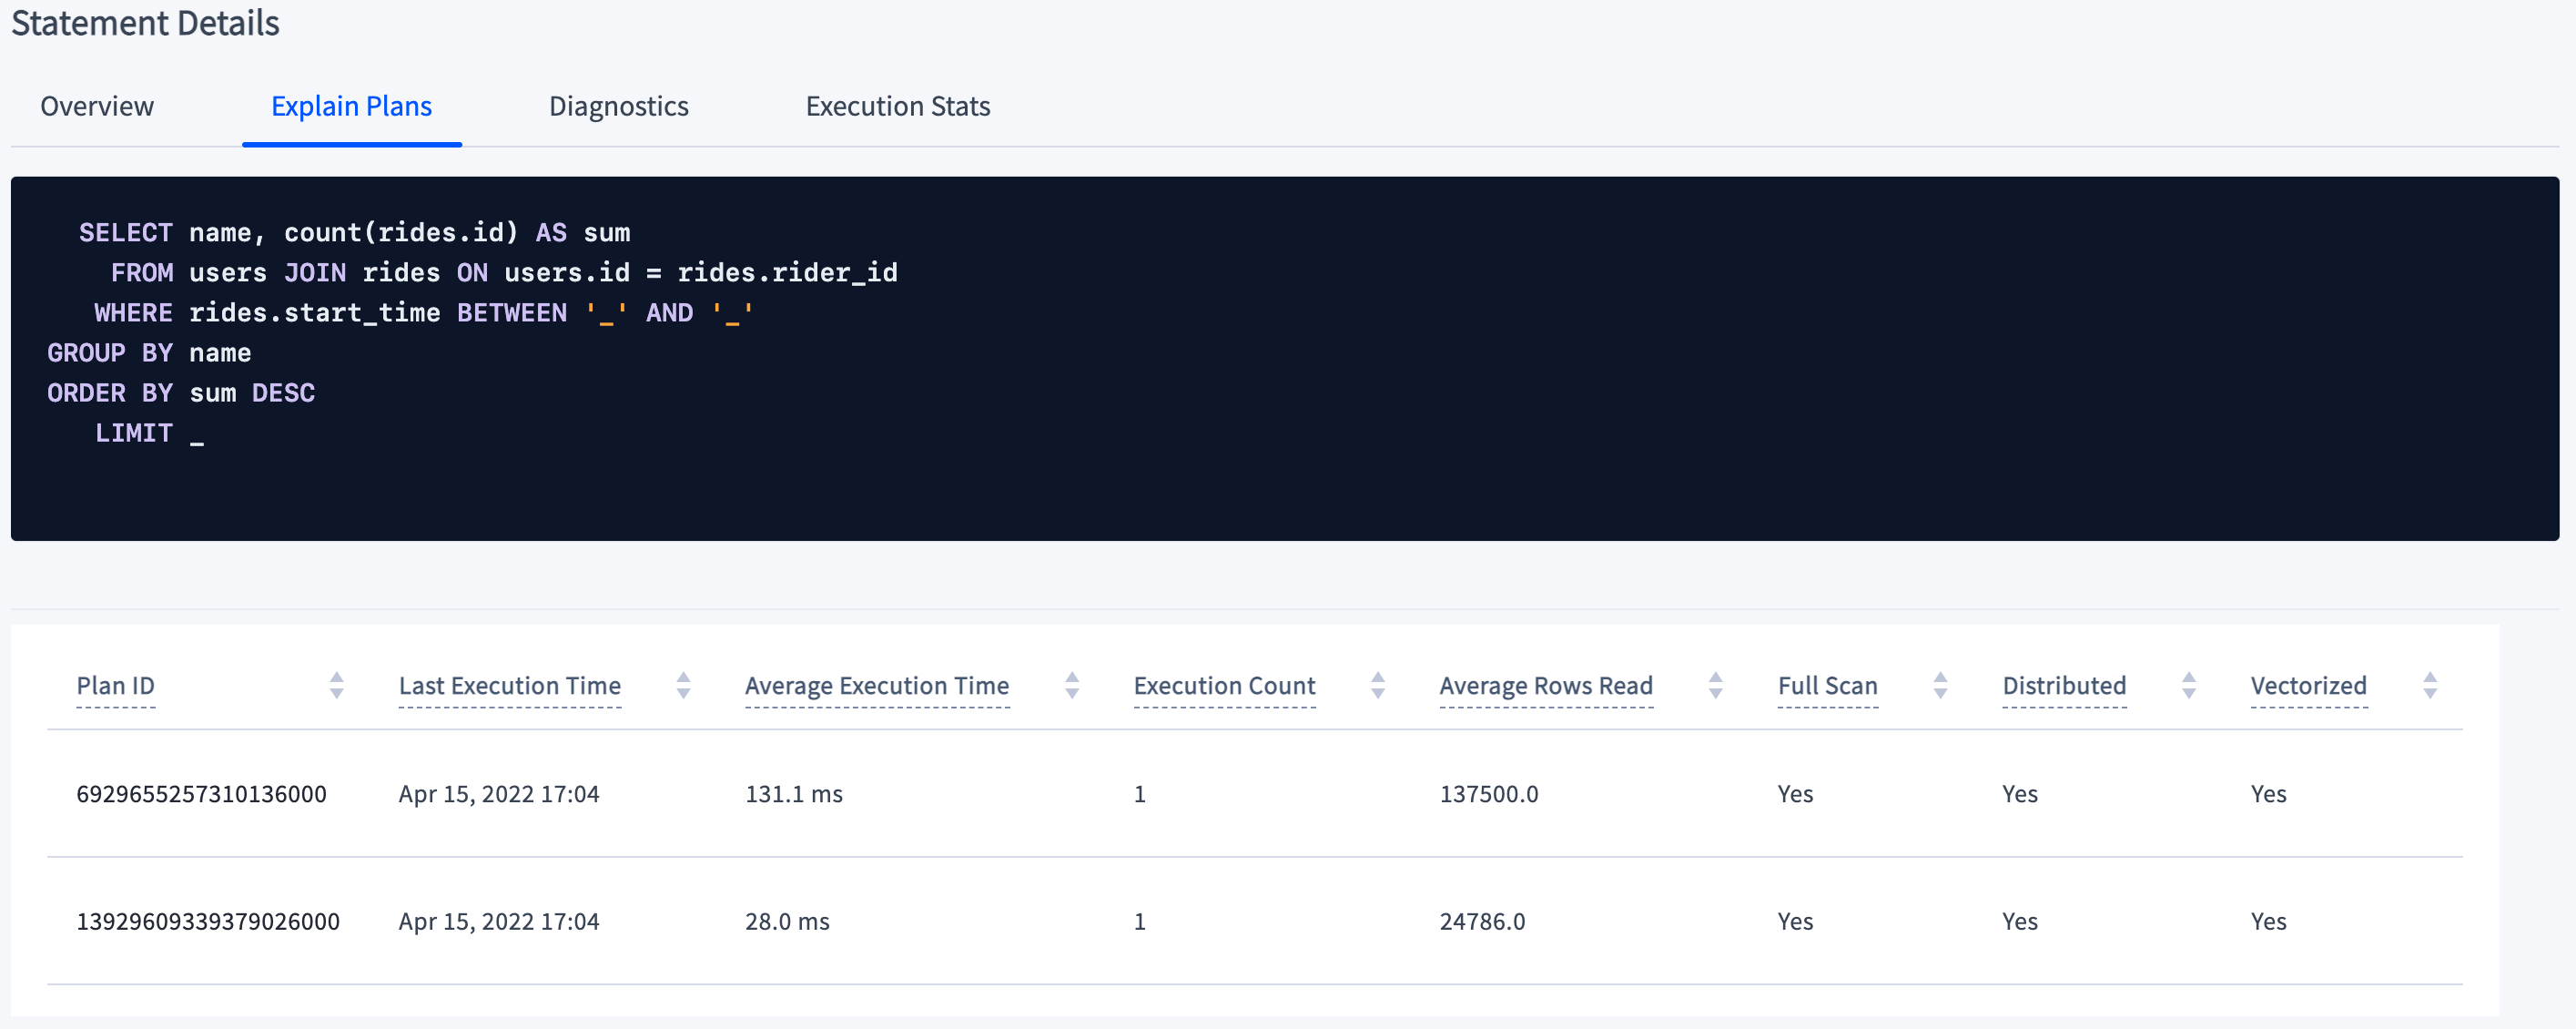 Statement Details
Overview Explain Plans Diagnostics Execution Stats
SELECT name, count(rides.id) AS sum
FROM users JOIN rides ON users.id = rides.rider_id
WHERE rides.start_time BETWEEN '_' AND '_'
GROUP BY name
ORDER BY sum DESC
LIMIT _
Plan ID Last Execution Time Average Execution Time Execution Count Average Rows Read Full Scan Distributed Vectorized
6929655257310136000 Apr 15, 2022 17:04 131.1 ms 1 137500.0 Yes Yes Yes
13929609339379026000 Apr 15, 2022 17:04 28.0 ms 1 24786.0 Yes Yes Yes